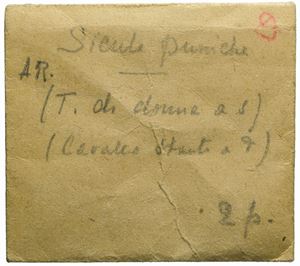 Sicule puniche
AR.
(T. di donna a s)
(Cavallo stante a d)
2 p.